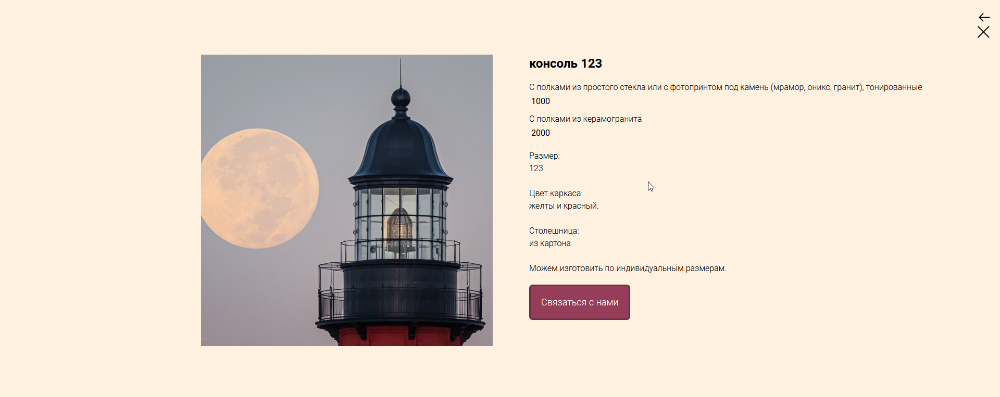 консоль 123
С полками из простого стекла или с фотопринтом под камень (мрамор, оникс, гранит), тонированные
1000
С полками из керамогранита
2000
Размер:
123
Цвет каркаса:
желты и красный.
Столешница:
из картона
Можем изготовить по индивидуальным размерам.
Связаться с нами